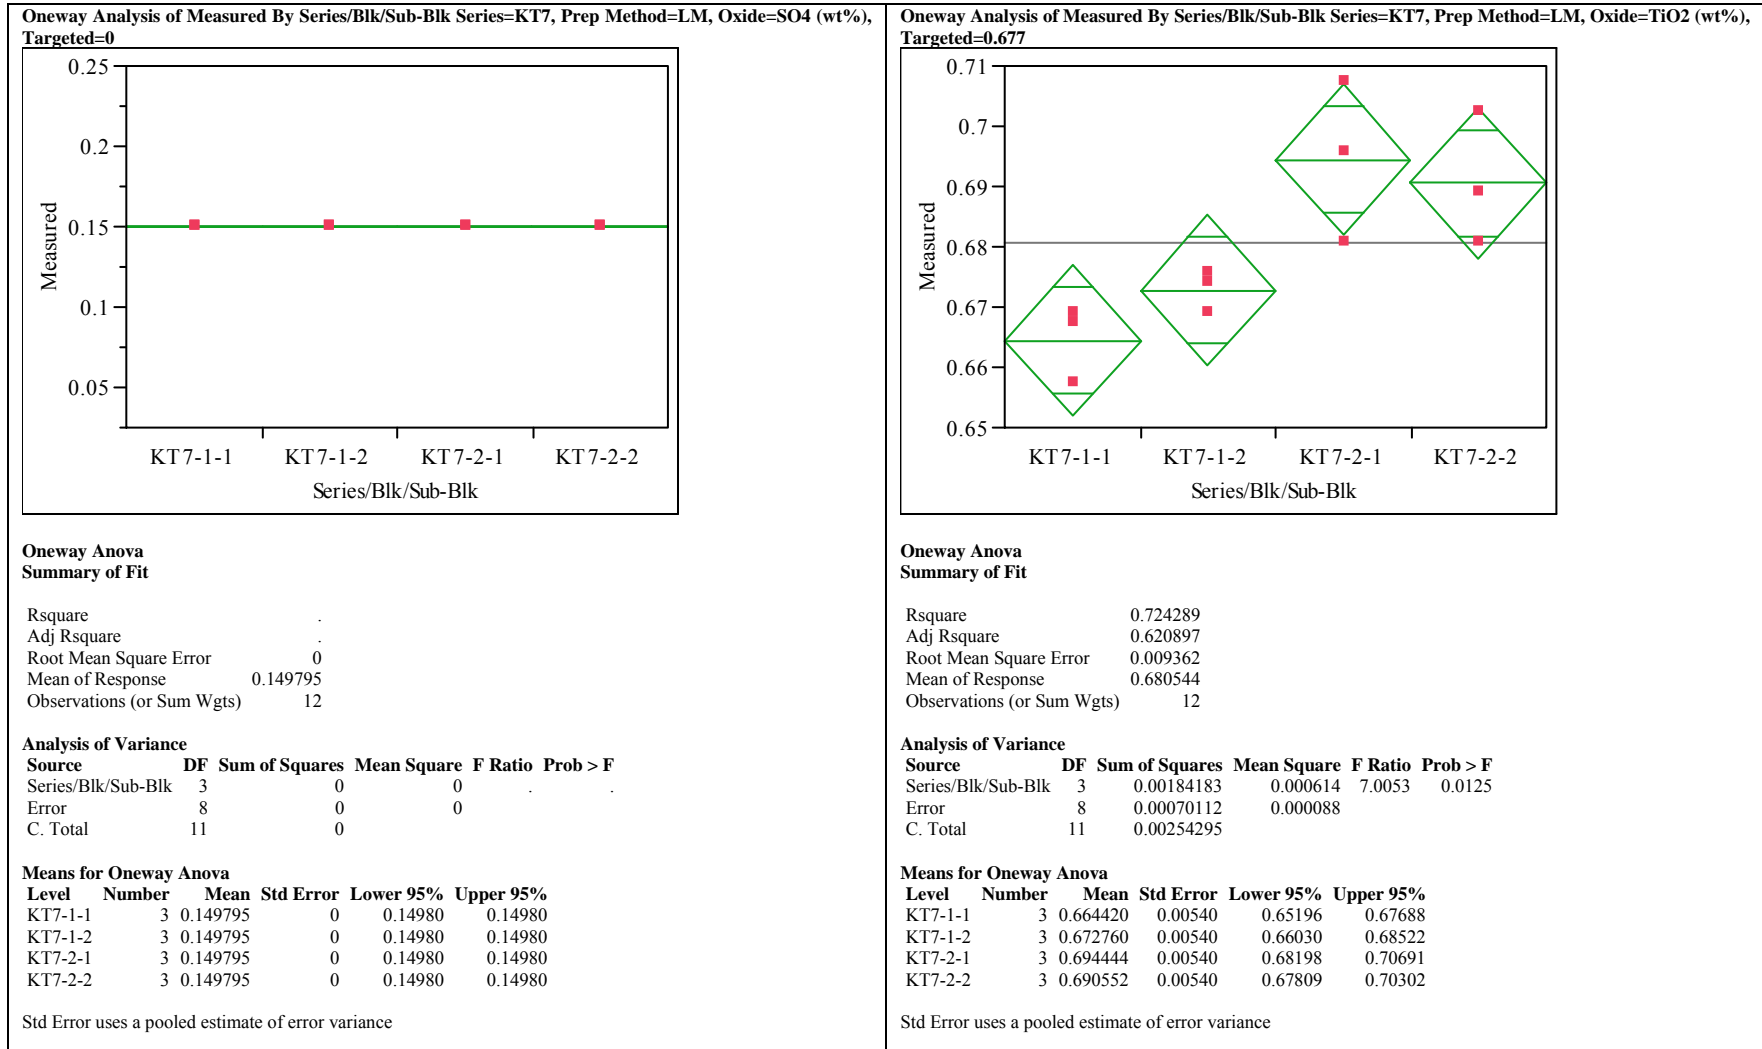 Oneway Analysis of Measured By Series/Blk/Sub-Blk Series=KT7, Prep Method=LM, Oxide=SO4 (wt%),
Targeted=0
0.25
0.2
0.15
0.1
0.05
Measured
KT7-1-1 KT7-1-2 KT7-2-1 KT7-2-2
Series/Blk/Sub-Blk
Oneway Anova
Summary of Fit
Rsquare .
Adj Rsquare .
Root Mean Square Error 0
Mean of Response 0.149795
Observations (or Sum Wgts) 12
Analysis of Variance
Source DF Sum of Squares Mean Square F Ratio Prob > F
Series/Blk/Sub-Blk 3 0 0 . .
Error 8 0 0
C. Total 11 0
Means for Oneway Anova
Level Number Mean Std Error Lower 95% Upper 95%
KT7-1-1 3 0.149795 0 0.14980 0.14980
KT7-1-2 3 0.149795 0 0.14980 0.14980
KT7-2-1 3 0.149795 0 0.14980 0.14980
KT7-2-2 3 0.149795 0 0.14980 0.14980
Std Error uses a pooled estimate of error variance
Oneway Analysis of Measured By Series/Blk/Sub-Blk Series=KT7, Prep Method=LM, Oxide=TiO2 (wt%),
Targeted=0.677
0.71
0.7
0.69
0.68
0.67
0.66
0.65
Measured
KT7-1-1 KT7-1-2 KT7-2-1 KT7-2-2
Series/Blk/Sub-Blk
Oneway Anova
Summary of Fit
Rsquare 0.724289
Adj Rsquare 0.620897
Root Mean Square Error 0.009362
Mean of Response 0.680544
Observations (or Sum Wgts) 12
Analysis of Variance
Source DF Sum of Squares Mean Square F Ratio Prob > F
Series/Blk/Sub-Blk 3 0.00184183 0.000614 7.0053 0.0125
Error 8 0.00070112 0.000088
C. Total 11 0.00254295
Means for Oneway Anova
Level Number Mean Std Error Lower 95% Upper 95%
KT7-1-1 3 0.664420 0.00540 0.65196 0.67688
KT7-1-2 3 0.672760 0.00540 0.66030 0.68522
KT7-2-1 3 0.694444 0.00540 0.68198 0.70691
KT7-2-2 3 0.690552 0.00540 0.67809 0.70302
Std Error uses a pooled estimate of error variance